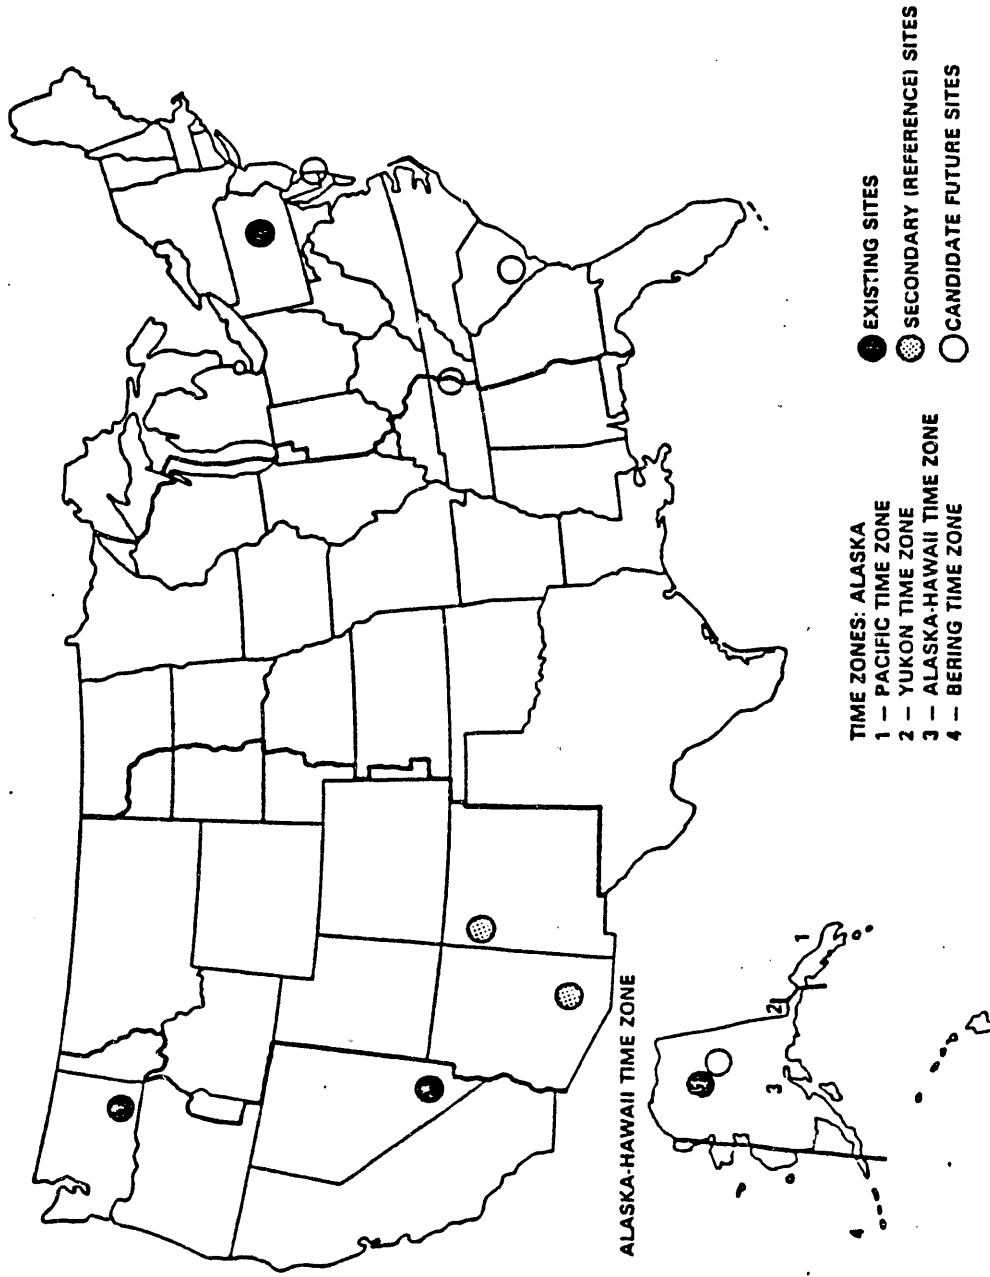 ALASKA-HAWAII TIME ZONE
1
2
3
4
TIME ZONES: ALASKA
1 – PACIFIC TIME ZONE
2 – YUKON TIME ZONE
3 – ALASKA-HAWAII TIME ZONE
4 – BERING TIME ZONE
EXISTING SITES
SECONDARY (REFERENCE) SITES
CANDIDATE FUTURE SITES